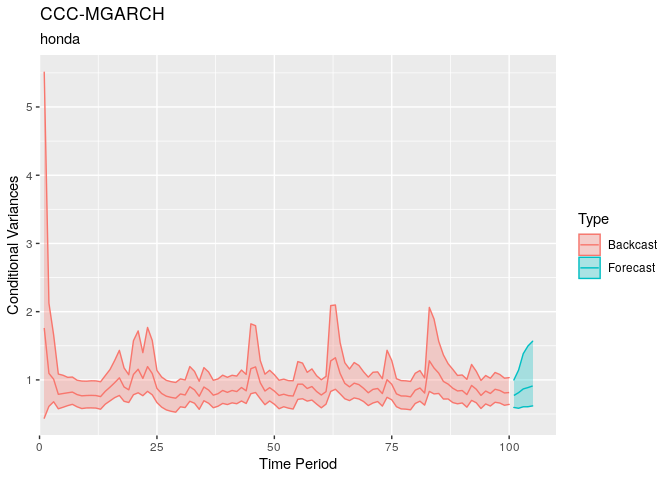 CCC-MGARCH
honda
5
4
3
2
1
Conditional Variances
0
25
50
75
100
Time Period
Type
Backcast
Forecast